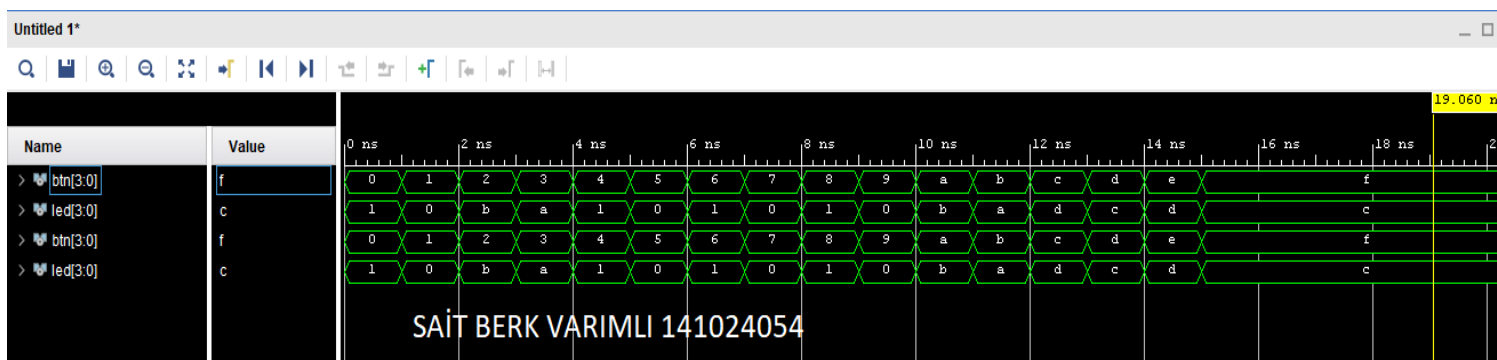 Untitled 1*
19.060 n
Name Value 0 ns 2 ns 4 ns 6 ns 8 ns 10 ns 12 ns 14 ns 16 ns 18 ns 2
btn[3:0] f 0 1 2 3 4 5 6 7 8 9 a b c d e f
led[3:0] c 1 0 b a 1 0 1 0 1 0 b a d c d c
btn[3:0] f 0 1 2 3 4 5 6 7 8 9 a b c d e f
led[3:0] c 1 0 b a 1 0 1 0 1 0 b a d c d c
SAİT BERK VARIMLI 141024054